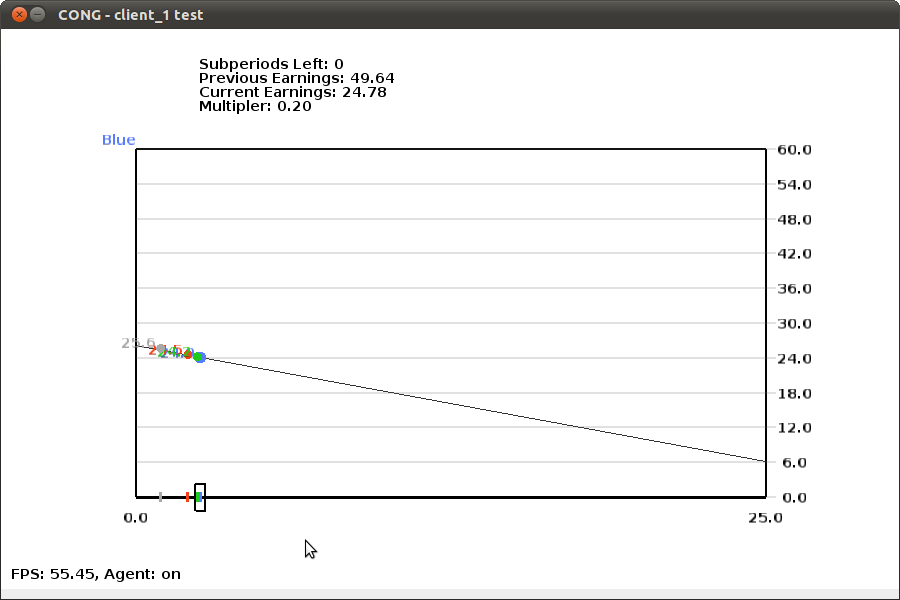 CONG - client_1 test
Subperiods Left: 0
Previous Earnings: 49.64
Current Earnings: 24.78
Multipler: 0.20
Blue
60.0
54.0
48.0
42.0
36.0
30.0
25.6
24.0
18.0
12.0
6.0
0.0
0.0
25.0
FPS: 55.45, Agent: on